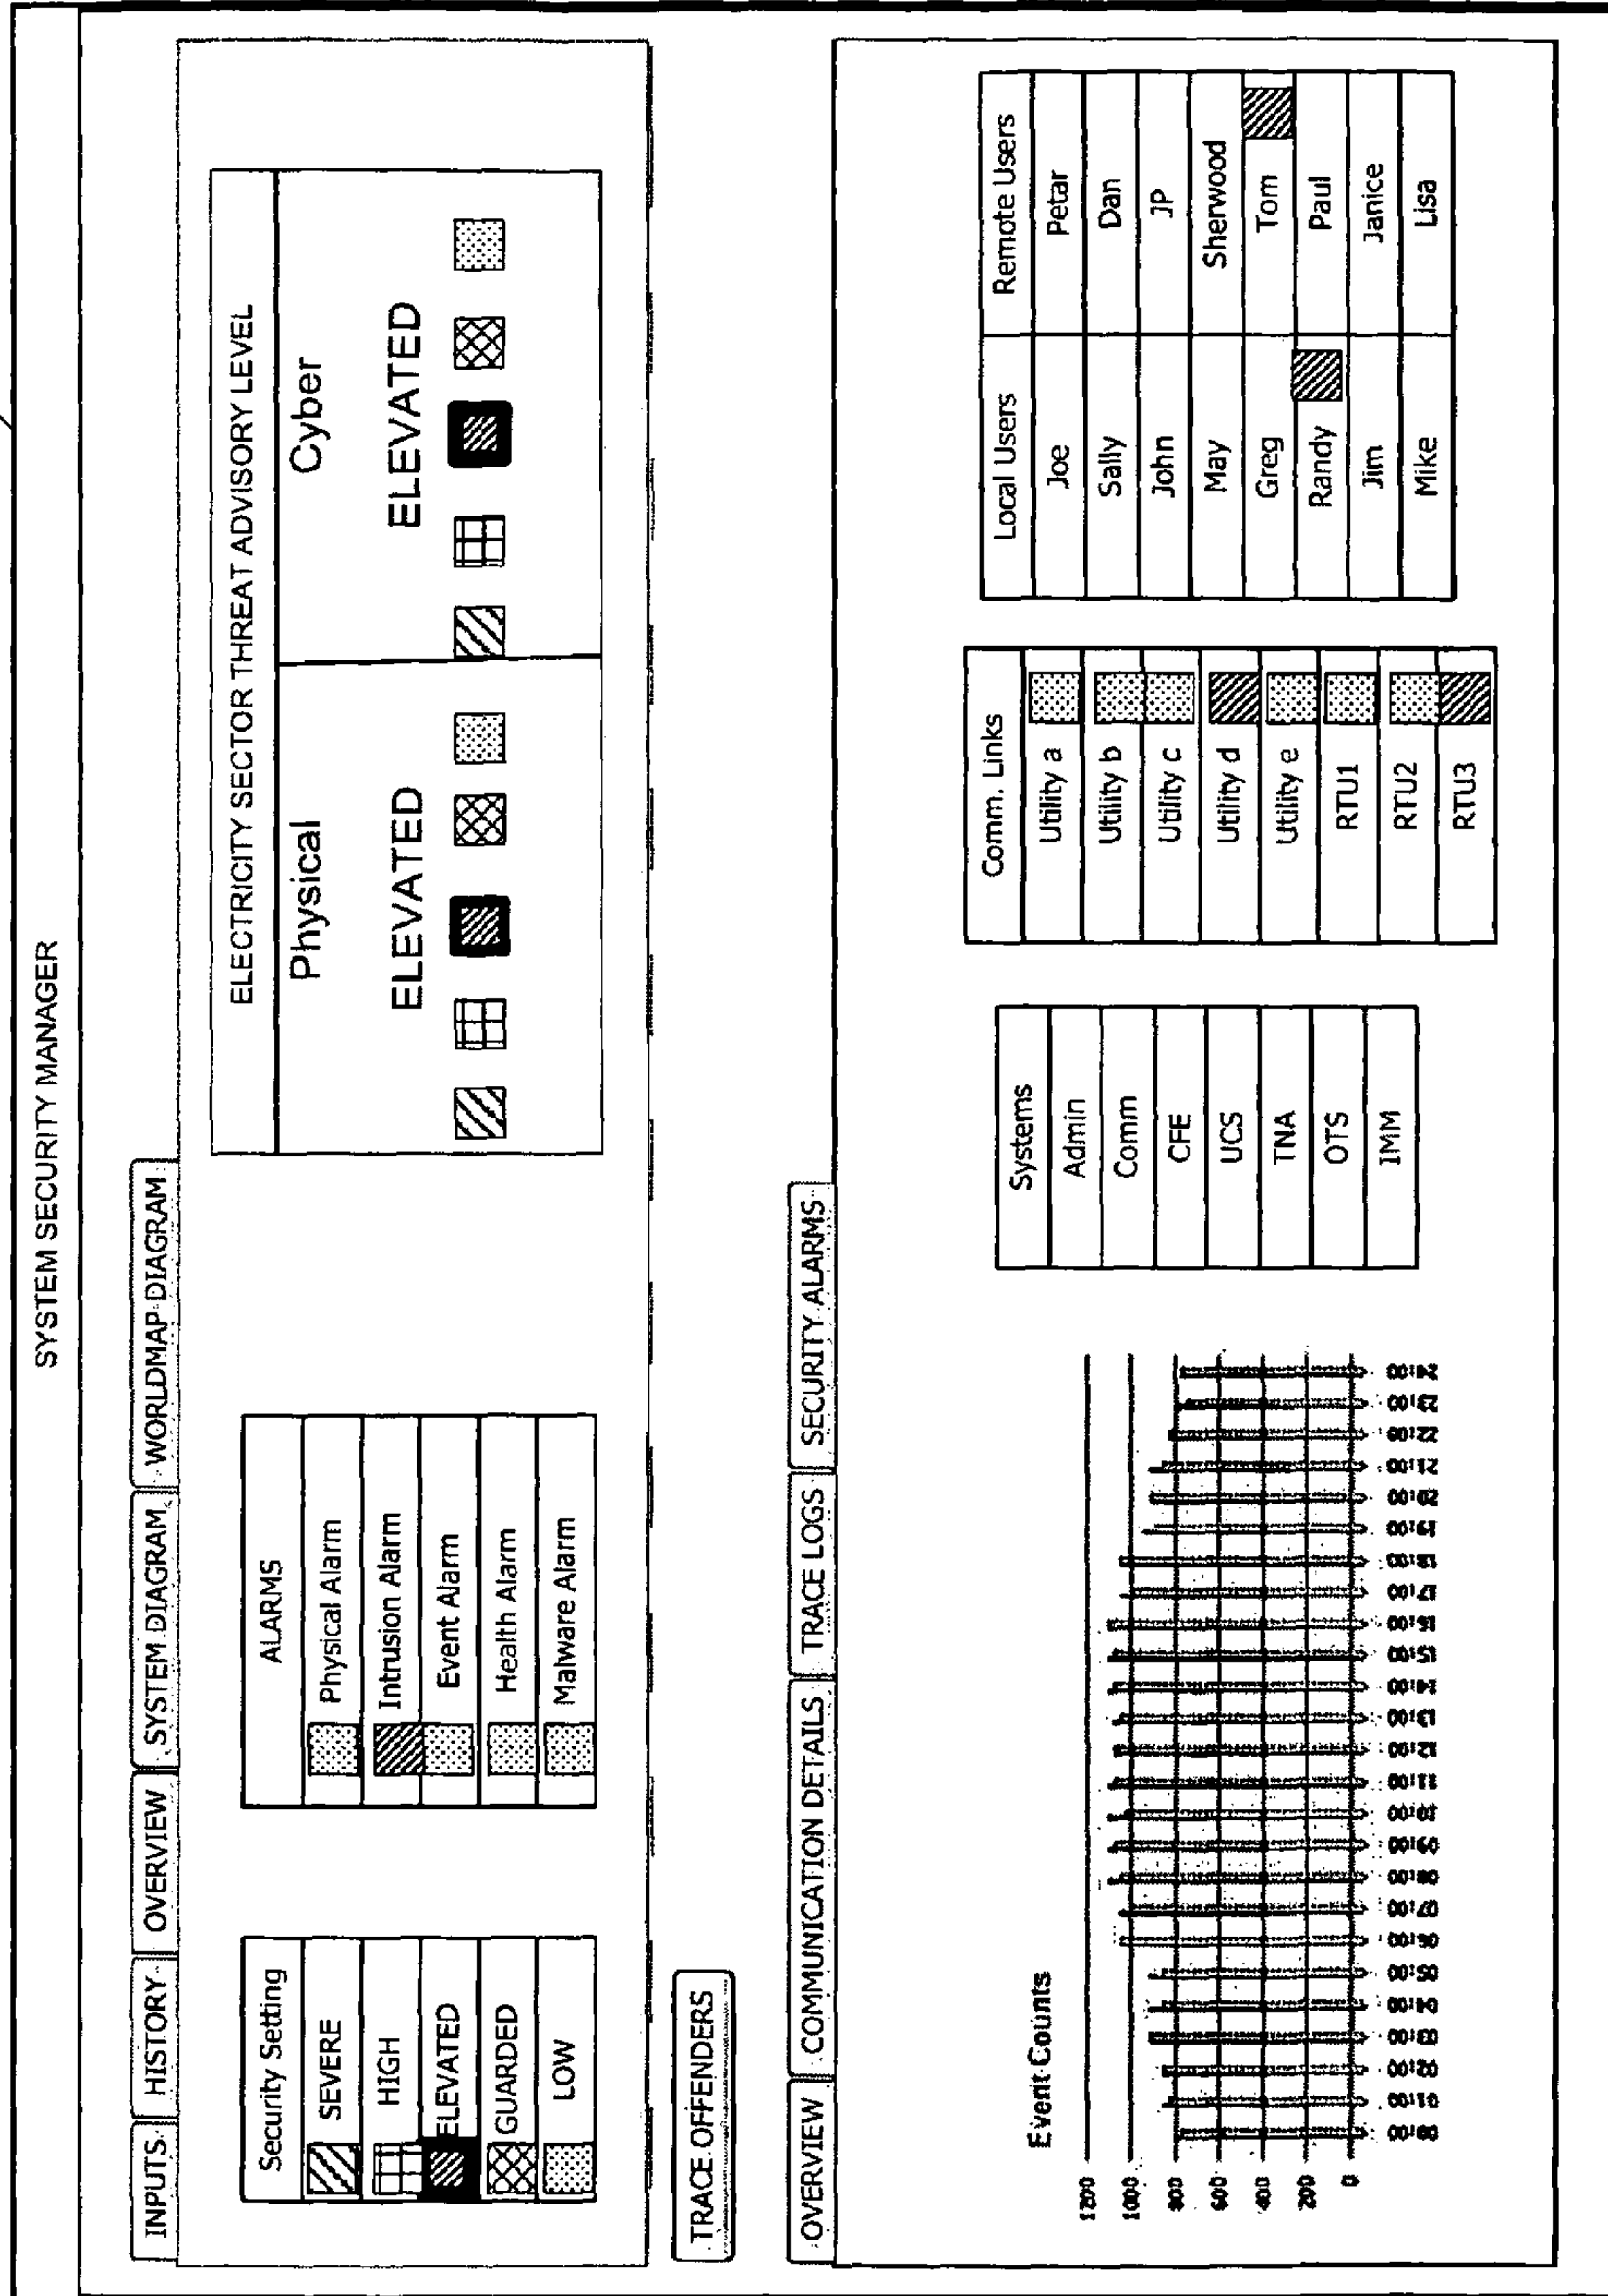 SYSTEM SECURITY MANAGER
INPUTS HISTORY OVERVIEW SYSTEM DIAGRAM WORLDMAP DIAGRAM
Security Setting
SEVERE
HIGH
ELEVATED
GUARDED
LOW
ALARMS
Physical Alarm
Intrusion Alarm
Event Alarm
Health Alarm
Malware Alarm
ELECTRICITY SECTOR THREAT ADVISORY LEVEL
Physical Cyber
ELEVATED ELEVATED
TRACE OFFENDERS
OVERVIEW COMMUNICATION DETAILS TRACE LOGS SECURITY ALARMS
Event Counts
1200
1000
800
600
400
200
0
00:00 01:00 02:00 03:00 04:00 05:00 06:00 07:00 08:00 09:00 10:00 11:00 12:00 13:00 14:00 15:00 16:00 17:00 18:00 19:00 20:00 21:00 22:00 23:00 24:00
Systems
Admin
Comm
CFE
UCS
TNA
OTS
IMM
Comm. Links
Utility a
Utility b
Utility c
Utility d
Utility e
RTU1
RTU2
RTU3
Local Users Remote Users
Joe Petar
Sally Dan
John JP
May Sherwood
Greg Tom
Randy Paul
Jim Janice
Mike Lisa